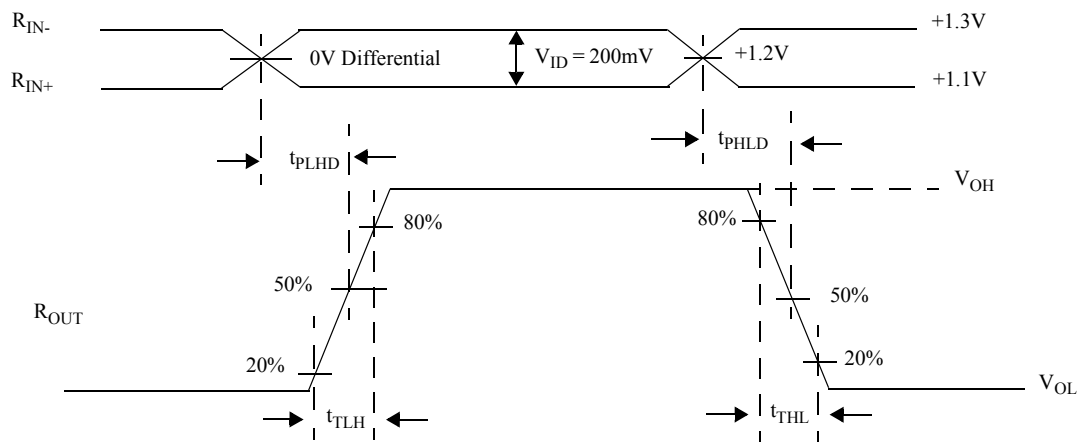 R_IN- +1.3V
0V Differential V_ID = 200mV +1.2V
R_IN+ +1.1V
t_PLHD t_PHLD
V_OH
80% 80%
50% 50%
R_OUT
20% 20%
V_OL
t_TLH t_THL